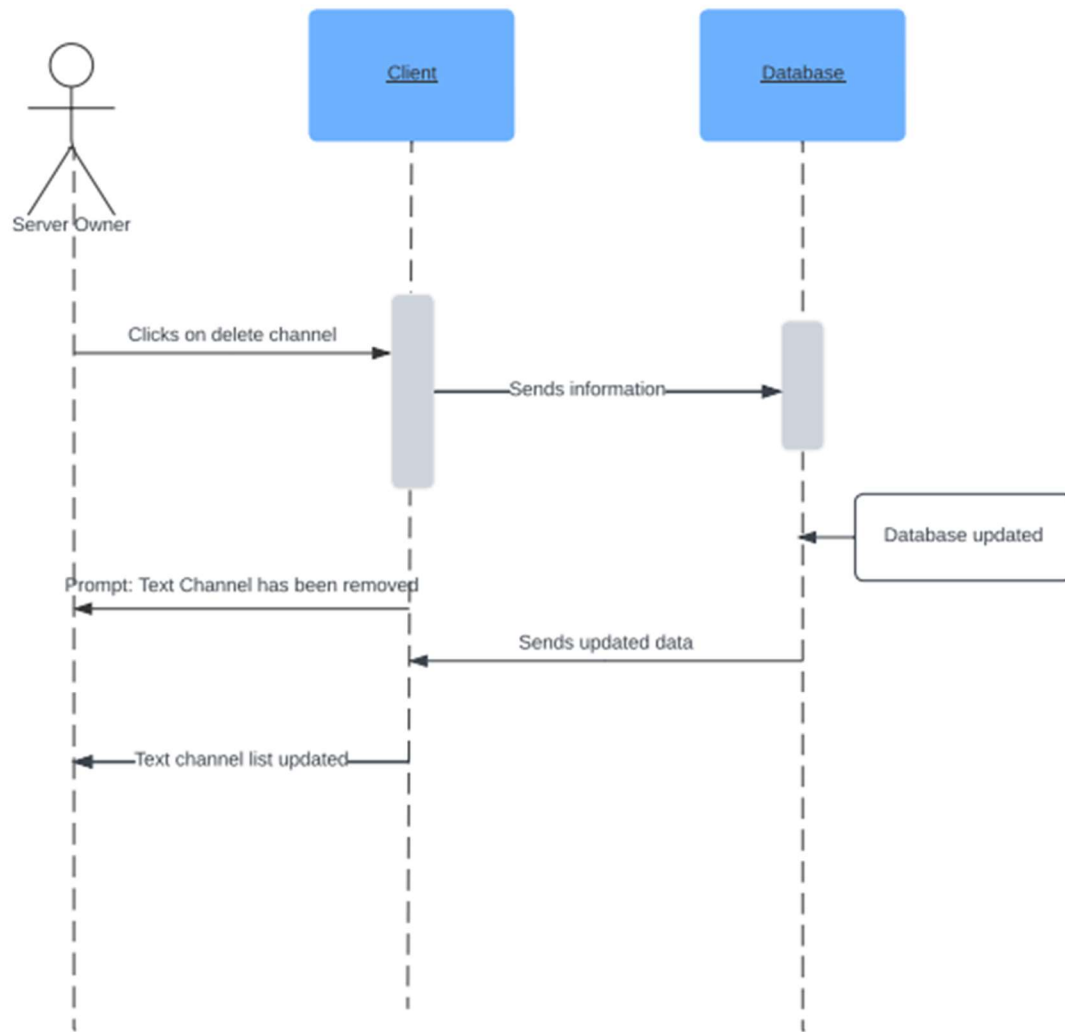 Client
Database
Server Owner
Clicks on delete channel
Sends information
Database updated
Prompt: Text Channel has been removed
Sends updated data
Text channel list updated